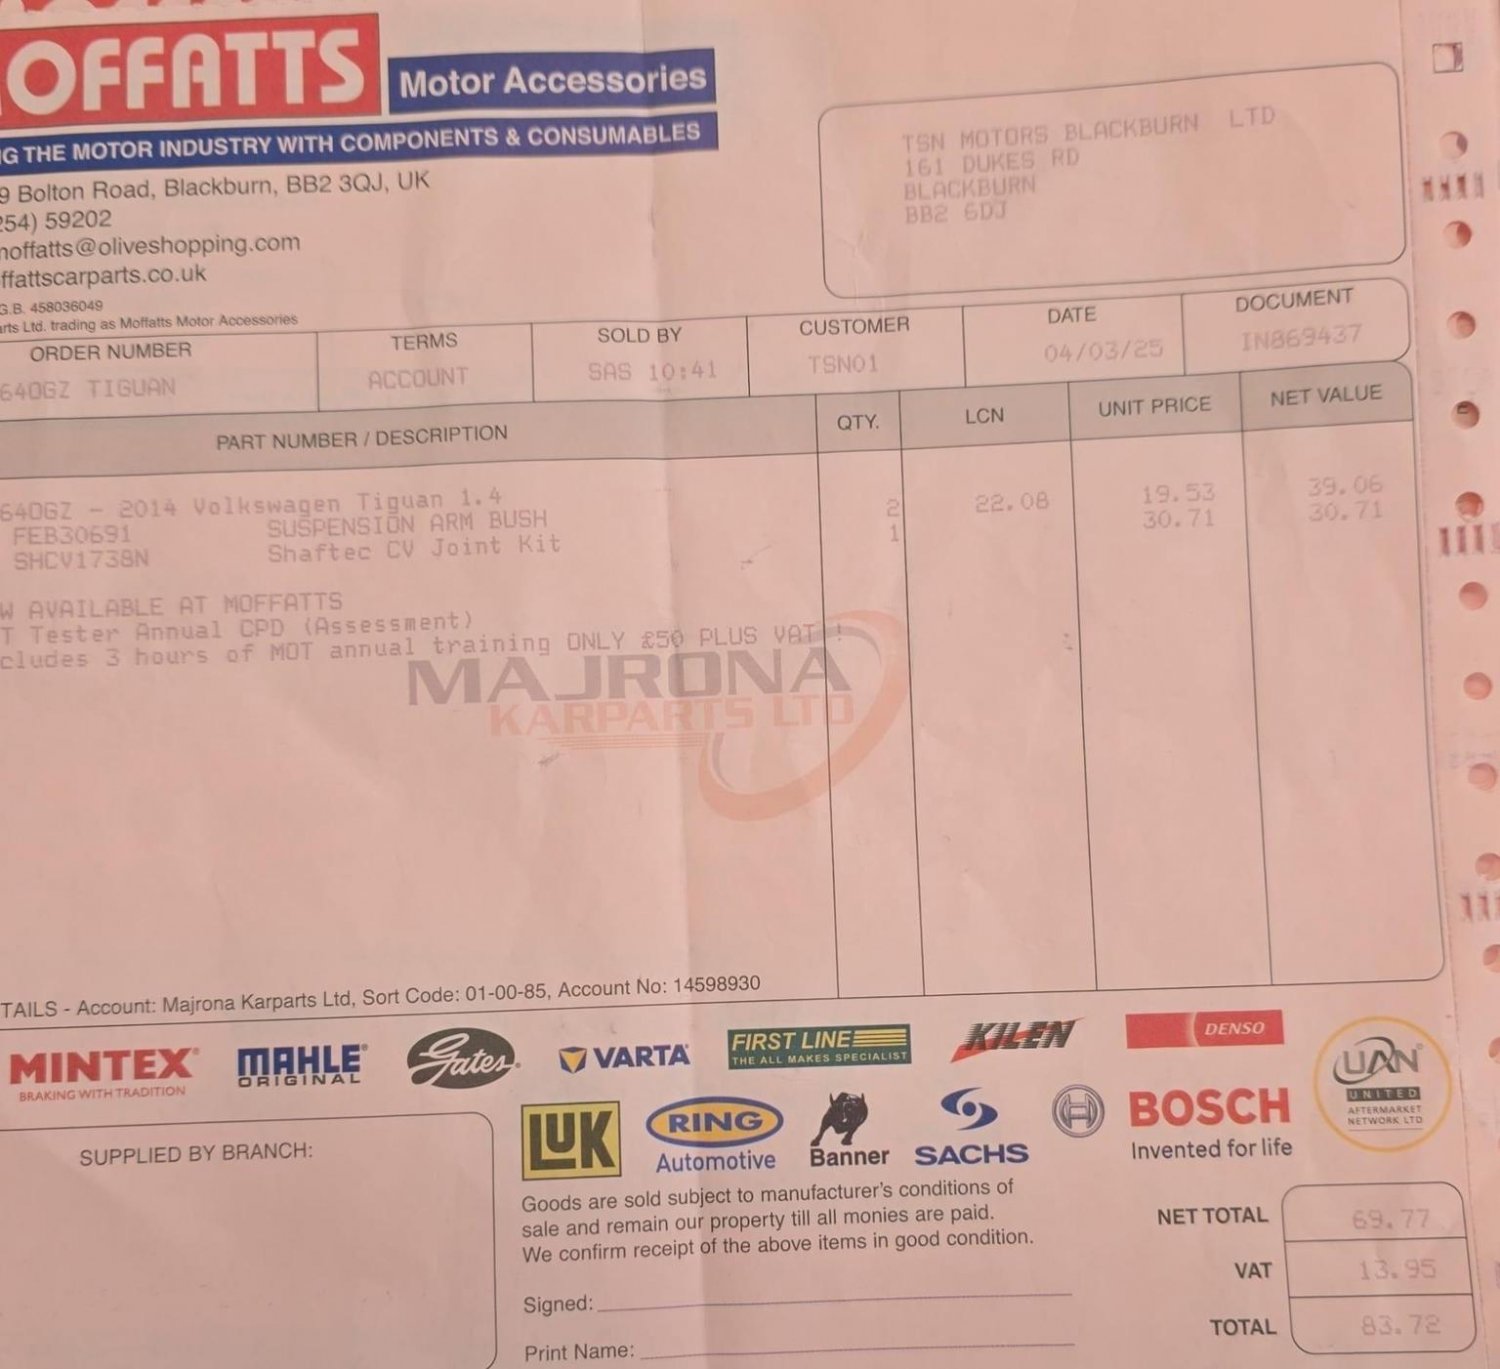 MOFFATTS
Motor Accessories
G THE MOTOR INDUSTRY WITH COMPONENTS & CONSUMABLES
9 Bolton Road, Blackburn, BB2 3QJ, UK
254) 59202
moffatts@oliveshopping.com
ffattscarparts.co.uk
G.B. 458036049
rts Ltd. trading as Moffatts Motor Accessories
TSN MOTORS BLACKBURN LTD
161 DUKES RD
BLACKBURN
BB2 6DJ
ORDER NUMBER TERMS SOLD BY CUSTOMER DATE DOCUMENT
640GZ TIGUAN ACCOUNT SAS 10:41 TSN01 04/03/25 IN869437
PART NUMBER / DESCRIPTION QTY. LCN UNIT PRICE NET VALUE
640GZ - 2014 Volkswagen Tiguan 1.4
FEB30691 SUSPENSION ARM BUSH 2 22.08 19.53 39.06
SHCV1738N Shaftec CV Joint Kit 1 30.71 30.71
W AVAILABLE AT MOFFATTS
T Tester Annual CPD (Assessment)
cludes 3 hours of MOT annual training ONLY £50 PLUS VAT !
MAJRONA
KARPARTS LTD
TAILS - Account: Majrona Karparts Ltd, Sort Code: 01-00-85, Account No: 14598930
MINTEX
BRAKING WITH TRADITION
MAHLE
ORIGINAL
Gates
VARTA
FIRST LINE
THE ALL MAKES SPECIALIST
KILEN
DENSO
UAN
UNITED
AFTERMARKET
NETWORK LTD
LUK
RING
Automotive
Banner
SACHS
BOSCH
Invented for life
SUPPLIED BY BRANCH:
Goods are sold subject to manufacturer's conditions of
sale and remain our property till all monies are paid.
We confirm receipt of the above items in good condition.
Signed:
Print Name:
NET TOTAL 69.77
VAT 13.95
TOTAL 83.72